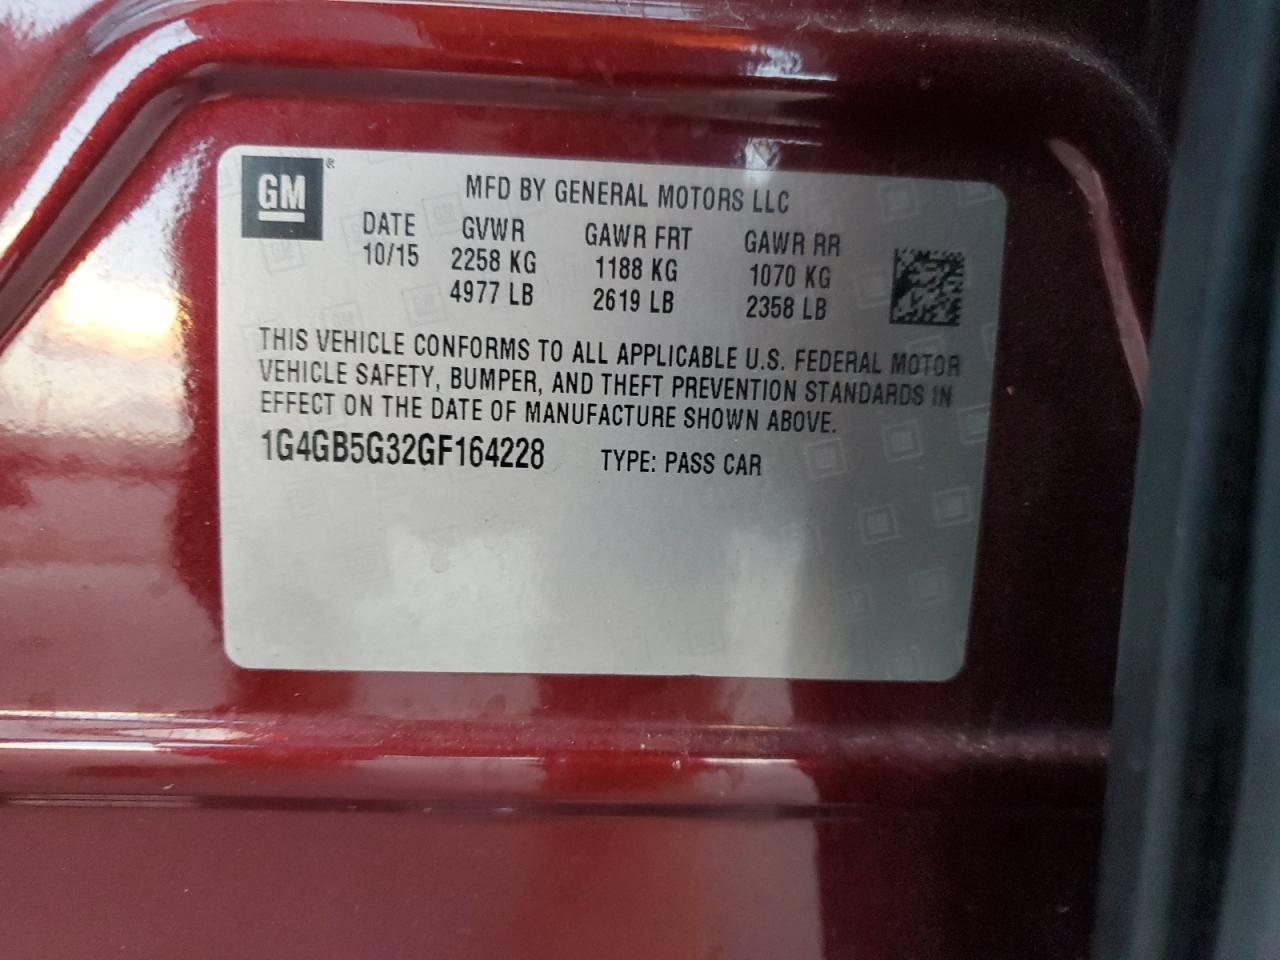 GM ®
MFD BY GENERAL MOTORS LLC
DATE GVWR GAWR FRT GAWR RR
10/15 2258 KG 1188 KG 1070 KG
4977 LB 2619 LB 2358 LB
THIS VEHICLE CONFORMS TO ALL APPLICABLE U.S. FEDERAL MOTOR
VEHICLE SAFETY, BUMPER, AND THEFT PREVENTION STANDARDS IN
EFFECT ON THE DATE OF MANUFACTURE SHOWN ABOVE.
1G4GB5G32GF164228 TYPE: PASS CAR